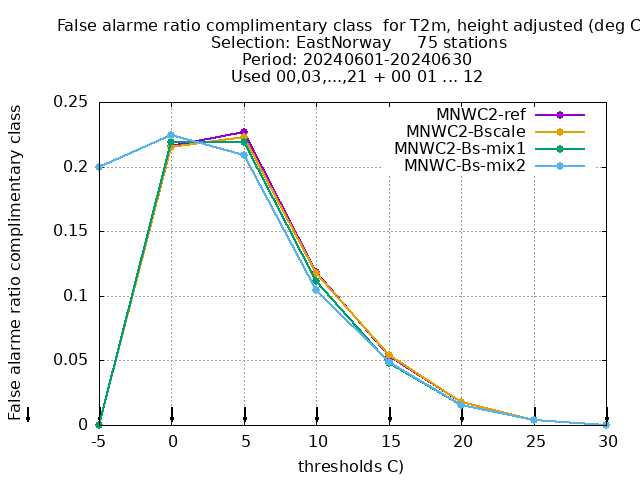 False alarme ratio complimentary class  for T2m, height adjusted (deg C
Selection: EastNorway     75 stations
Period: 20240601-20240630
Used 00,03,...,21 + 00 01 ... 12
False alarme ratio complimentary class
MNWC2-ref
MNWC2-Bscale
MNWC2-Bs-mix1
MNWC-Bs-mix2
0.25
0.2
0.15
0.1
0.05
0
-5 0 5 10 15 20 25 30
thresholds C)